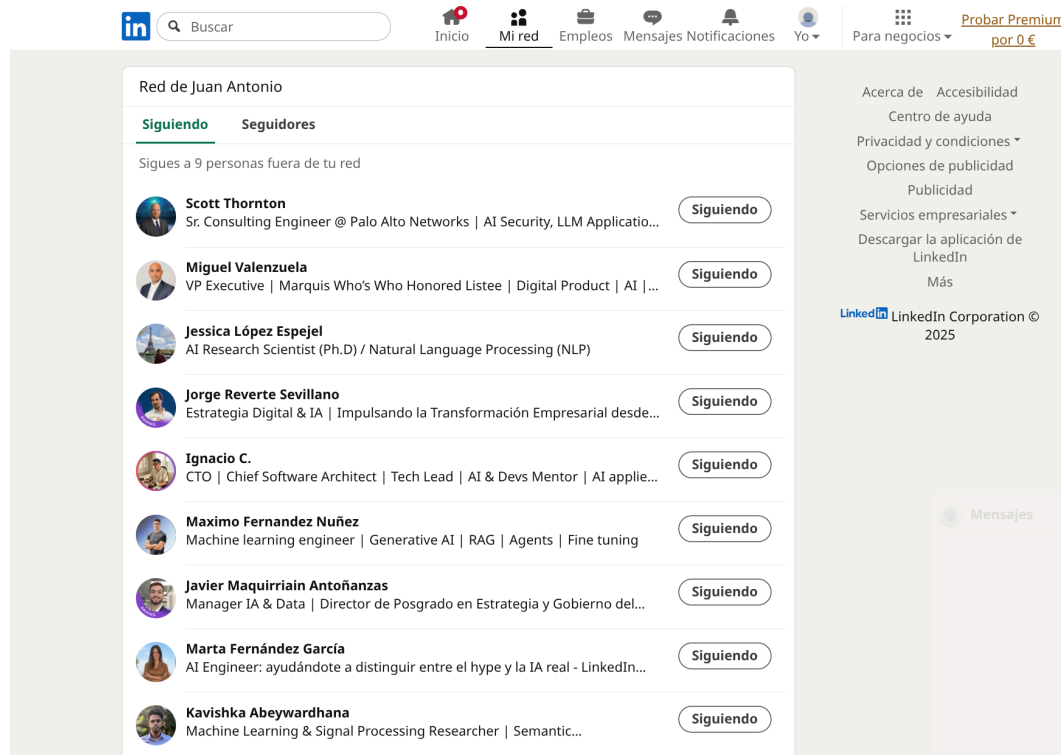 in
Buscar
Inicio
Mi red
Empleos
Mensajes
Notificaciones
Yo
Para negocios
Probar Premium
por 0 €
Red de Juan Antonio
Siguiendo
Seguidores
Sigues a 9 personas fuera de tu red
Scott Thornton
Sr. Consulting Engineer @ Palo Alto Networks | AI Security, LLM Applicatio...
Siguiendo
Miguel Valenzuela
VP Executive | Marquis Who’s Who Honored Listee | Digital Product | AI |...
Siguiendo
Jessica López Espejel
AI Research Scientist (Ph.D) / Natural Language Processing (NLP)
Siguiendo
Jorge Reverte Sevillano
Estrategia Digital & IA | Impulsando la Transformación Empresarial desde...
Siguiendo
Ignacio C.
CTO | Chief Software Architect | Tech Lead | AI & Devs Mentor | AI applie...
Siguiendo
Maximo Fernandez Nuñez
Machine learning engineer | Generative AI | RAG | Agents | Fine tuning
Siguiendo
Javier Maquirriain Antoñanzas
Manager IA & Data | Director de Posgrado en Estrategia y Gobierno del...
Siguiendo
Marta Fernández García
AI Engineer: ayudándote a distinguir entre el hype y la IA real - LinkedIn...
Siguiendo
Kavishka Abeywardhana
Machine Learning & Signal Processing Researcher | Semantic...
Siguiendo
Acerca de
Accesibilidad
Centro de ayuda
Privacidad y condiciones
Opciones de publicidad
Publicidad
Servicios empresariales
Descargar la aplicación de
LinkedIn
Más
LinkedIn LinkedIn Corporation ©
2025
Mensajes